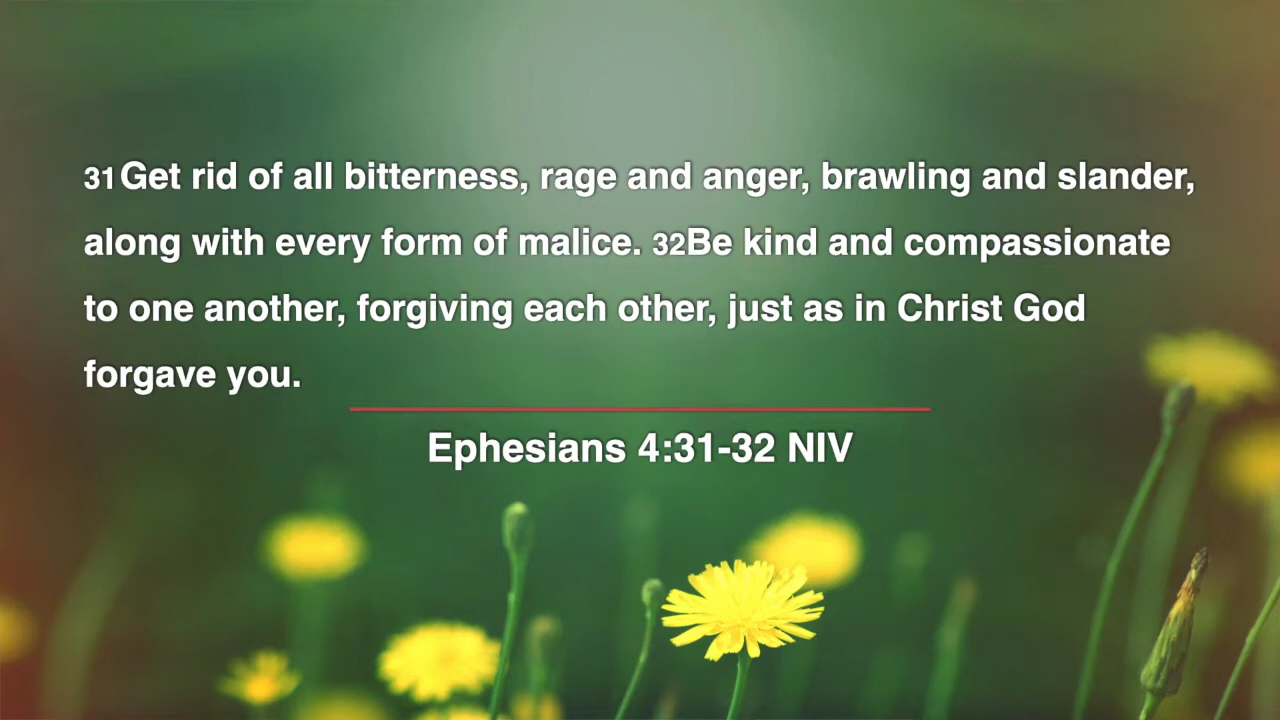 31Get rid of all bitterness, rage and anger, brawling and slander,
along with every form of malice. 32Be kind and compassionate
to one another, forgiving each other, just as in Christ God
forgave you.
Ephesians 4:31-32 NIV